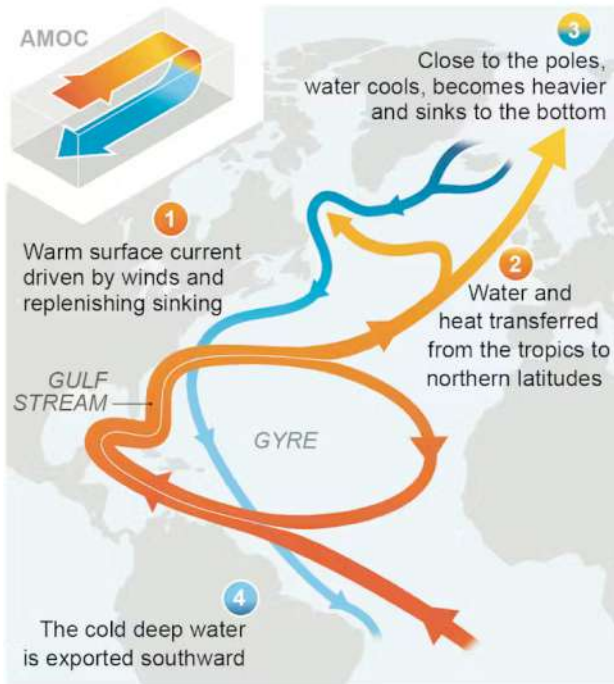 AMOC
3
Close to the poles,
water cools, becomes heavier
and sinks to the bottom
1
Warm surface current
driven by winds and
replenishing sinking
2
Water and
heat transferred
from the tropics to
northern latitudes
GULF
STREAM
GYRE
4
The cold deep water
is exported southward